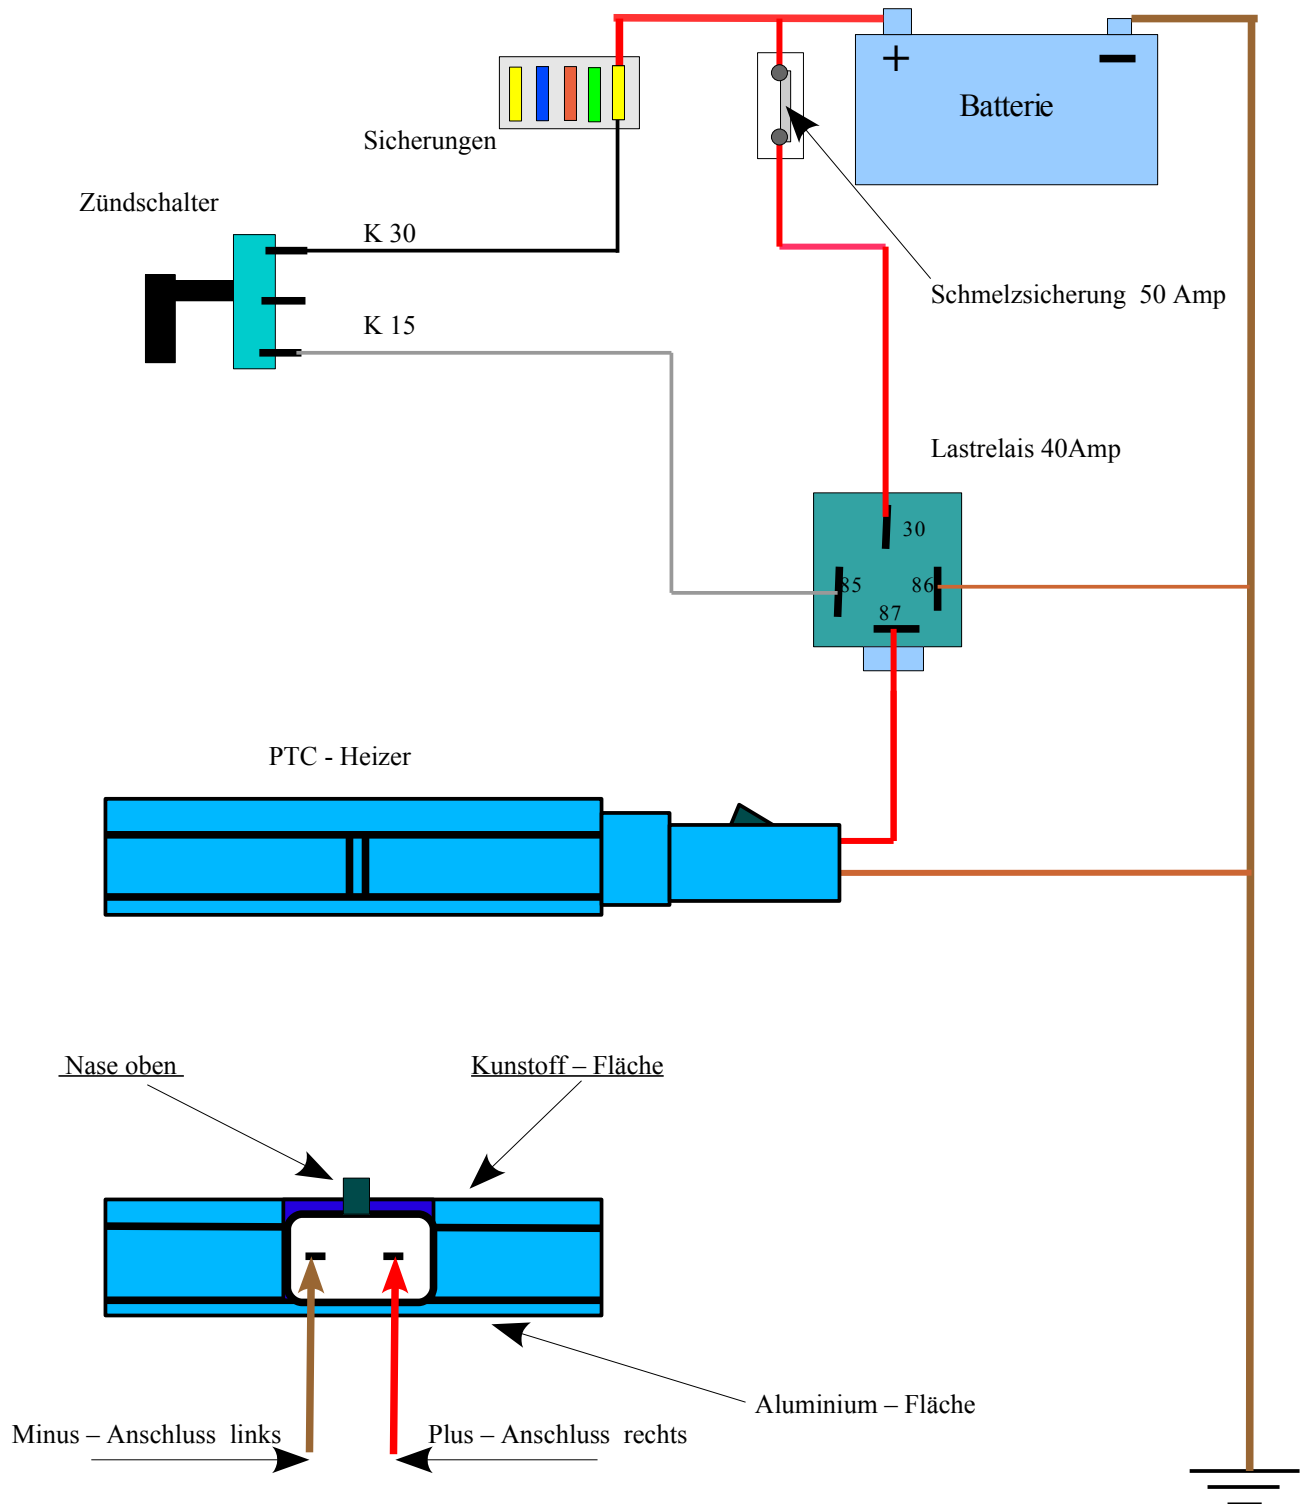 +
Batterie
Sicherungen
Zündschalter
K 30
Schmelzsicherung 50 Amp
K 15
Lastrelais 40Amp
30
85
86
87
PTC - Heizer
Nase oben
Kunstoff – Fläche
Aluminium – Fläche
Minus – Anschluss links
Plus – Anschluss rechts